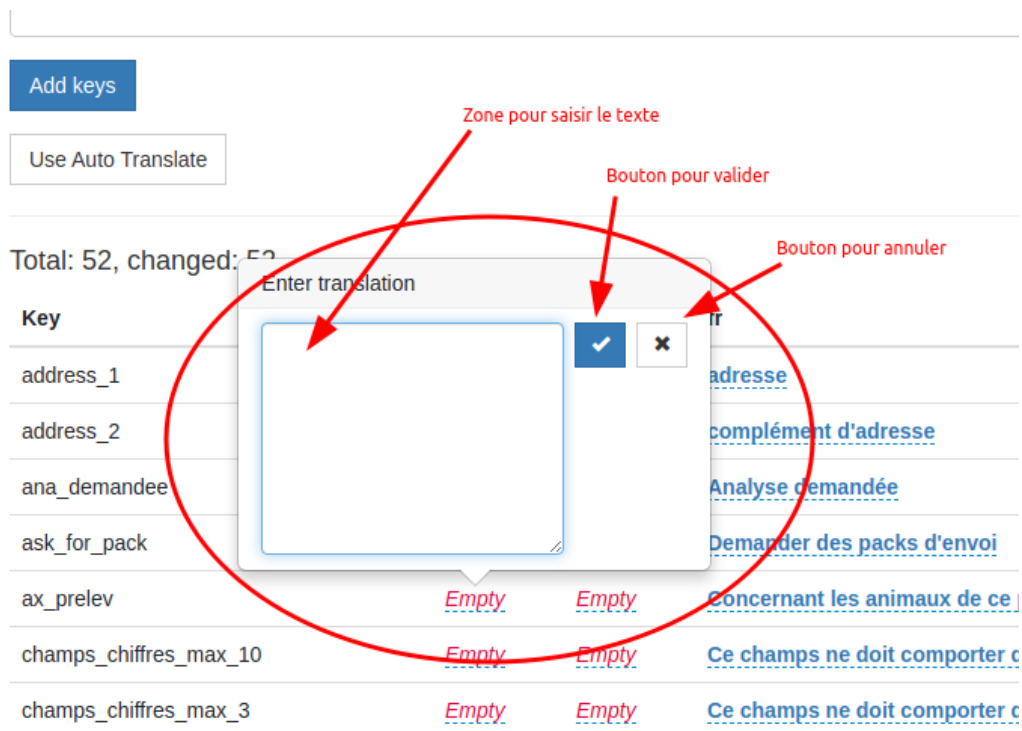 Add keys
Zone pour saisir le texte
Use Auto Translate
Bouton pour valider
Bouton pour annuler
Total: 52, changed:
Enter translation
Key
address_1 adresse
address_2 complément d'adresse
ana_demandee Analyse demandée
ask_for_pack Demander des packs d'envoi
ax_prelev Empty Empty Concernant les animaux de ce
champs_chiffres_max_10 Empty Empty Ce champs ne doit comporter
champs_chiffres_max_3 Empty Empty Ce champs ne doit comporter